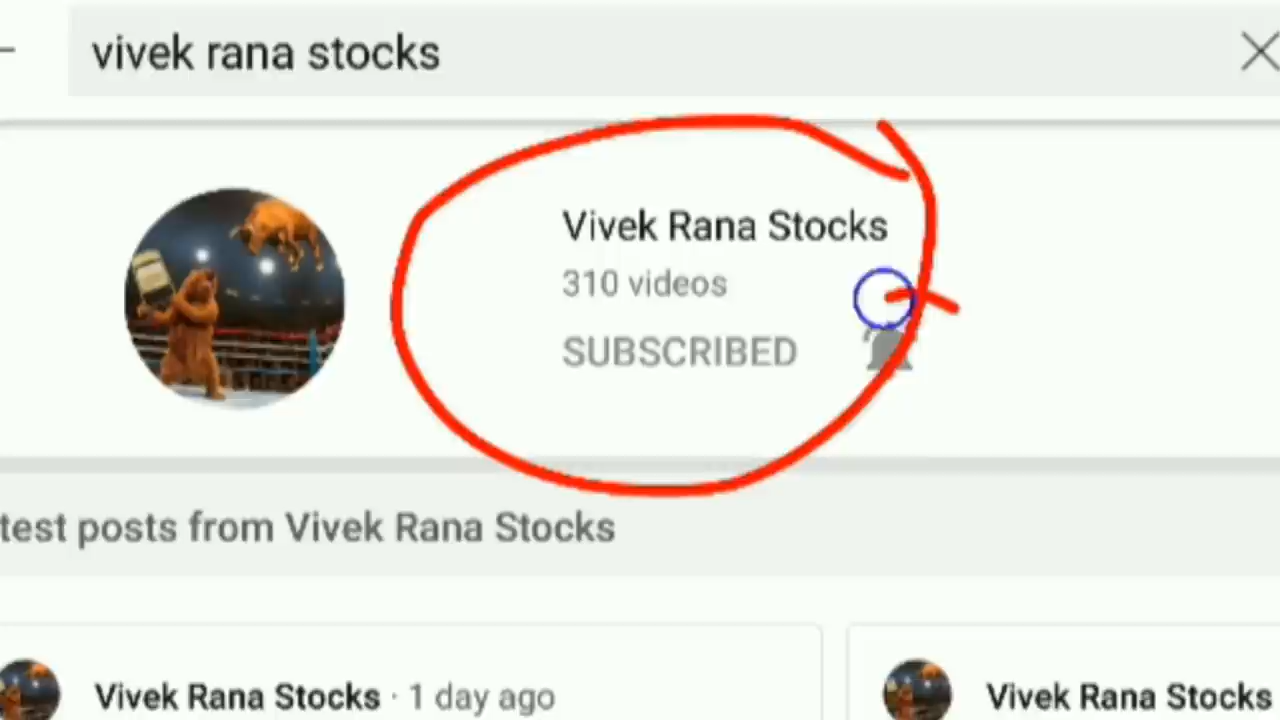 vivek rana stocks
Vivek Rana Stocks
310 videos
SUBSCRIBED
test posts from Vivek Rana Stocks
Vivek Rana Stocks · 1 day ago
Vivek Rana Stocks